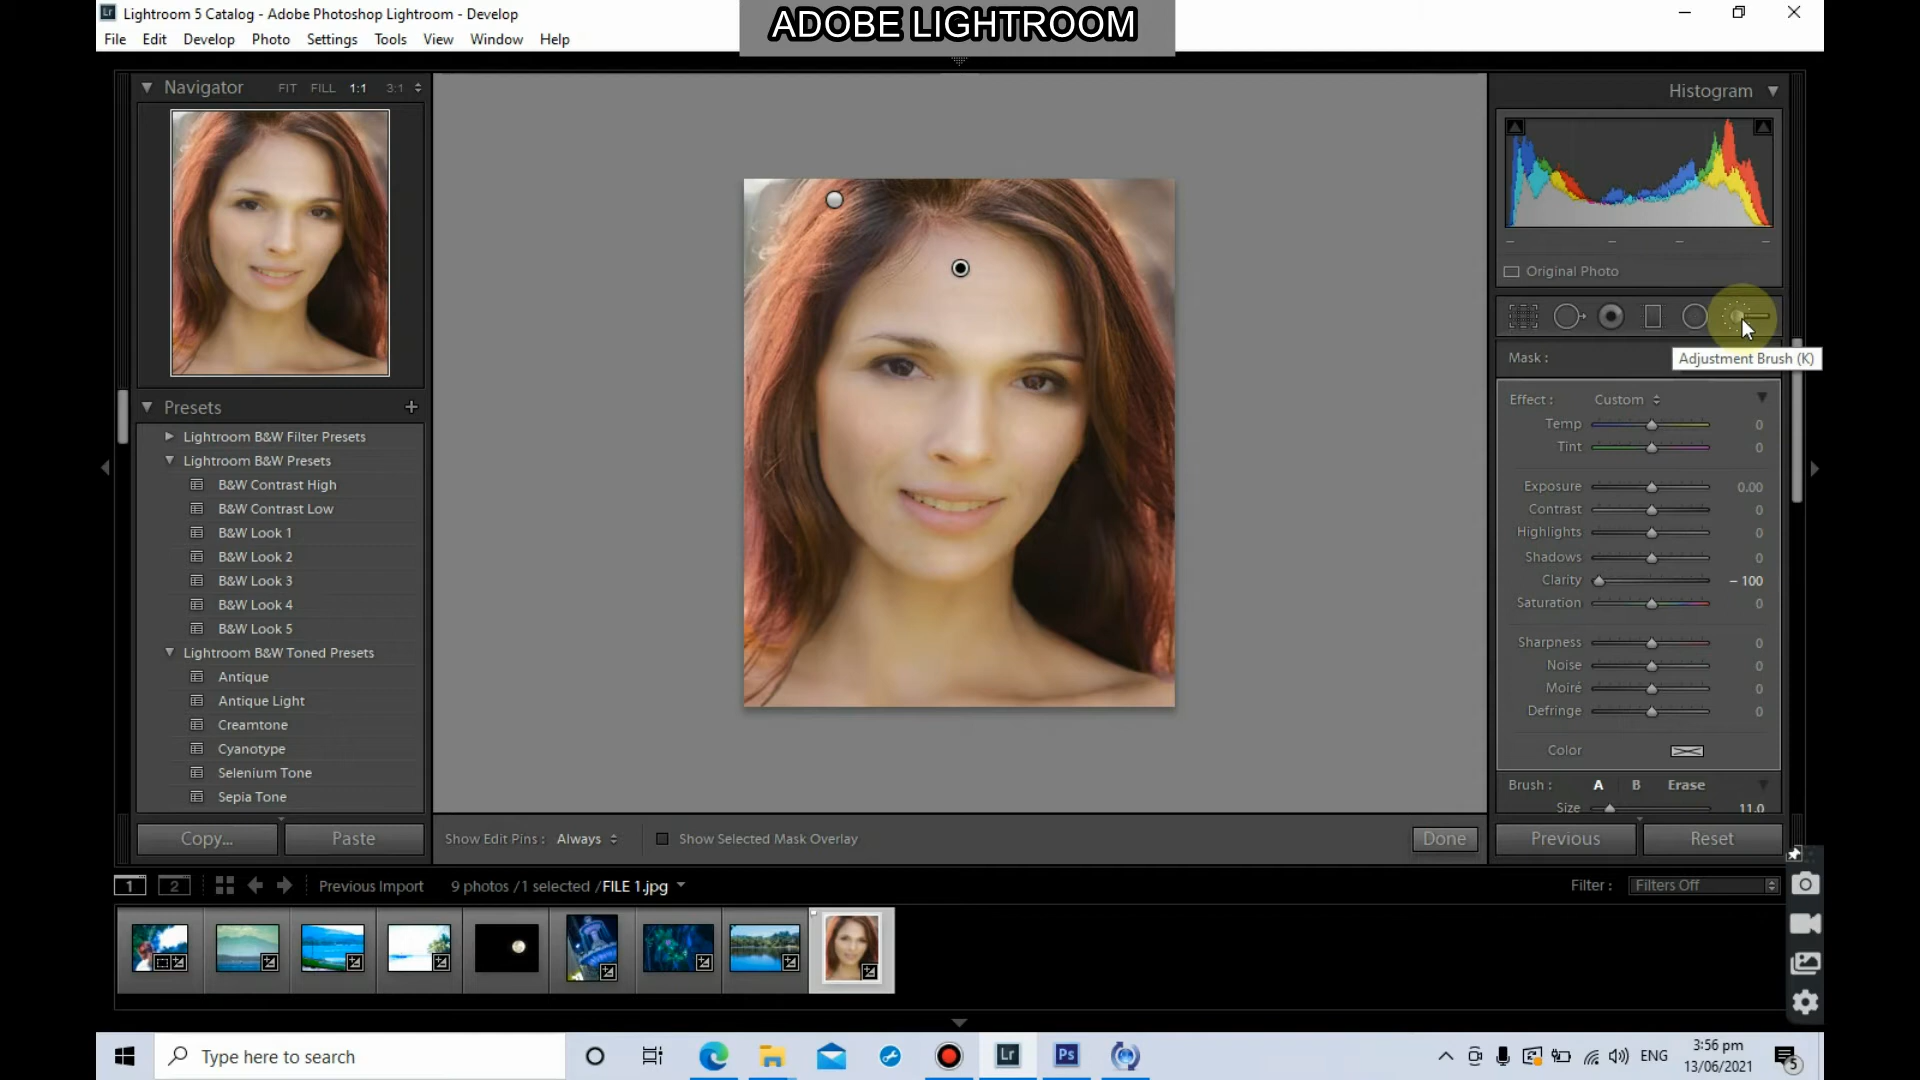 Lightroom 5 Catalog - Adobe Photoshop Lightroom - Develop
ADOBE LIGHTROOM
File Edit Develop Photo Settings Tools View Window Help
Navigator FIT FILL 1:1 3:1
Histogram
Original Photo
Mask :
Adjustment Brush (K)
Effect : Custom
Temp 0
Tint 0
Exposure 0.00
Contrast 0
Highlights 0
Shadows 0
Clarity – 100
Saturation 0
Sharpness 0
Noise 0
Moiré 0
Defringe 0
Color
Brush : A B Erase
Size 11.0
Presets +
Lightroom B&W Filter Presets
Lightroom B&W Presets
B&W Contrast High
B&W Contrast Low
B&W Look 1
B&W Look 2
B&W Look 3
B&W Look 4
B&W Look 5
Lightroom B&W Toned Presets
Antique
Antique Light
Creamtone
Cyanotype
Selenium Tone
Sepia Tone
Copy... Paste
Show Edit Pins : Always Show Selected Mask Overlay Done
Previous Reset
1 2 Previous Import 9 photos /1 selected /FILE 1.jpg Filter : Filters Off
Type here to search
Lr Ps
ENG
3:56 pm
13/06/2021
5